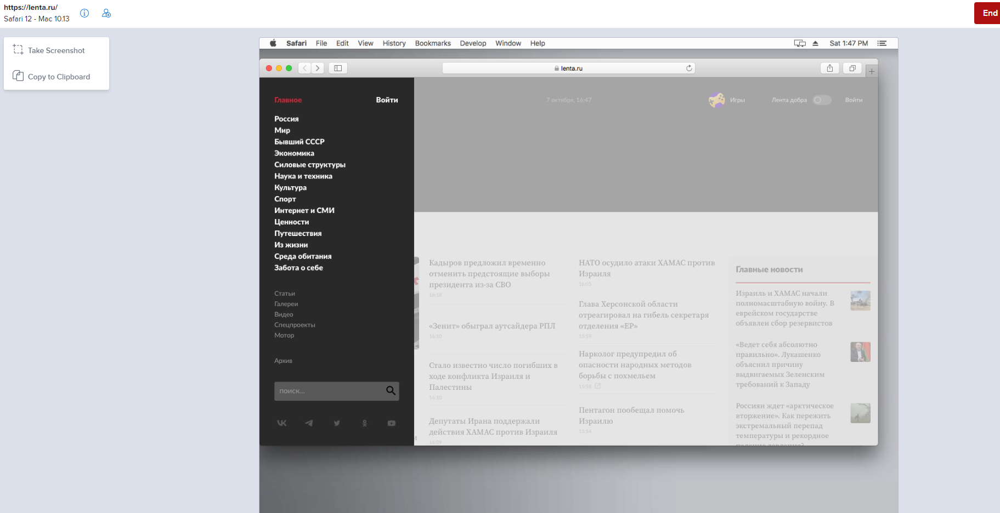 https://lenta.ru/
Safari 12 - Mac 10.13
End
Take Screenshot
Copy to Clipboard
Safari File Edit View History Bookmarks Develop Window Help
Sat 1:47 PM
lenta.ru
Главное
Войти
Россия
Мир
Бывший СССР
Экономика
Силовые структуры
Наука и техника
Культура
Спорт
Интернет и СМИ
Ценности
Путешествия
Из жизни
Среда обитания
Забота о себе
Статьи
Галереи
Видео
Спецпроекты
Мотор
Архив
поиск...
7 октября, 16:47
Игры
Лента добра
Войти
Кадыров предложил временно
отменить предстоящие выборы
президента из-за СВО
16:18
«Зенит» обыграл аутсайдера РПЛ
16:10
Стало известно число погибших в
ходе конфликта Израиля и
Палестины
16:10
Депутаты Ирана поддержали
действия ХАМАС против Израиля
16:09
и
НАТО осудило атаки ХАМАС против
Израиля
16:05
Глава Херсонской области
отреагировал на гибель секретаря
отделения «ЕР»
15:59
Нарколог предупредил об
опасности народных методов
борьбы с похмельем
15:58
Пентагон пообещал помочь
Израилю
15:54
Главные новости
Израиль и ХАМАС начали
полномасштабную войну. В
еврейском государстве
объявлен сбор резервистов
«Ведет себя абсолютно
правильно». Лукашенко
объяснил причину
выдвигаемых Зеленским
требований к Западу
Россиян ждет «арктическое
вторжение». Как пережить
экстремальный перепад
температуры и рекордное